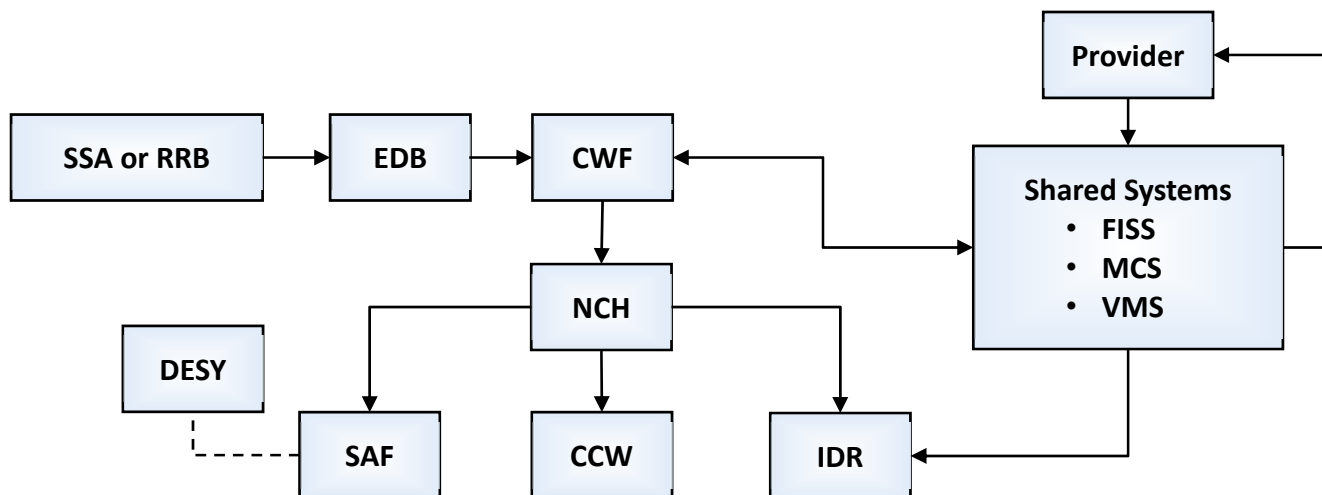 Provider
SSA or RRB
EDB
CWF
Shared Systems
• FISS
• MCS
• VMS
NCH
DESY
SAF
CCW
IDR